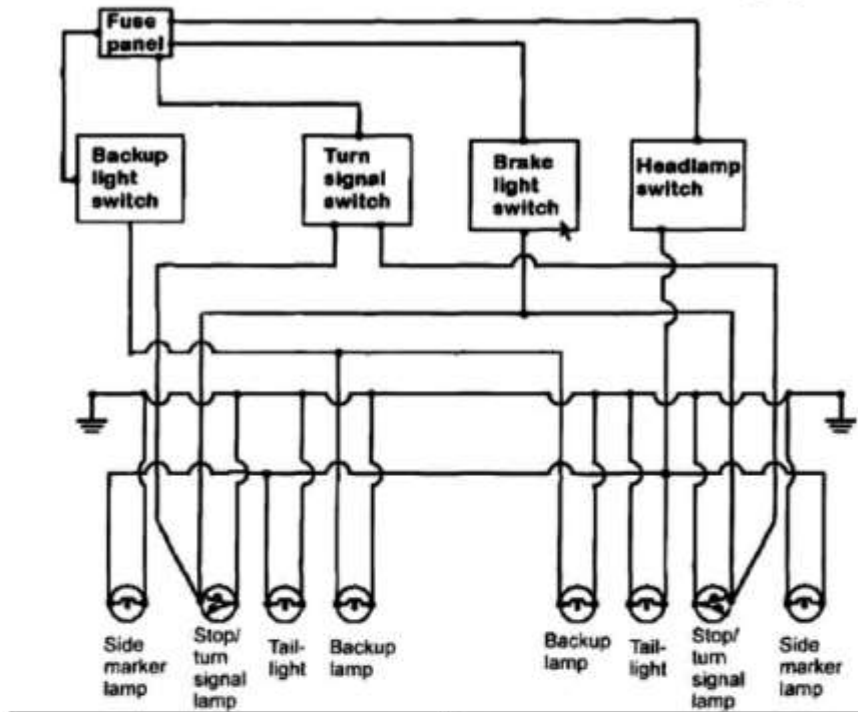 Fuse
panel
Backup
light
switch
Turn
signal
switch
Brake
light
switch
Headlamp
switch
Side
marker
lamp
Stop/
turn
signal
lamp
Tail-
light
Backup
lamp
Backup
lamp
Tail-
light
Stop/
turn
signal
lamp
Side
marker
lamp